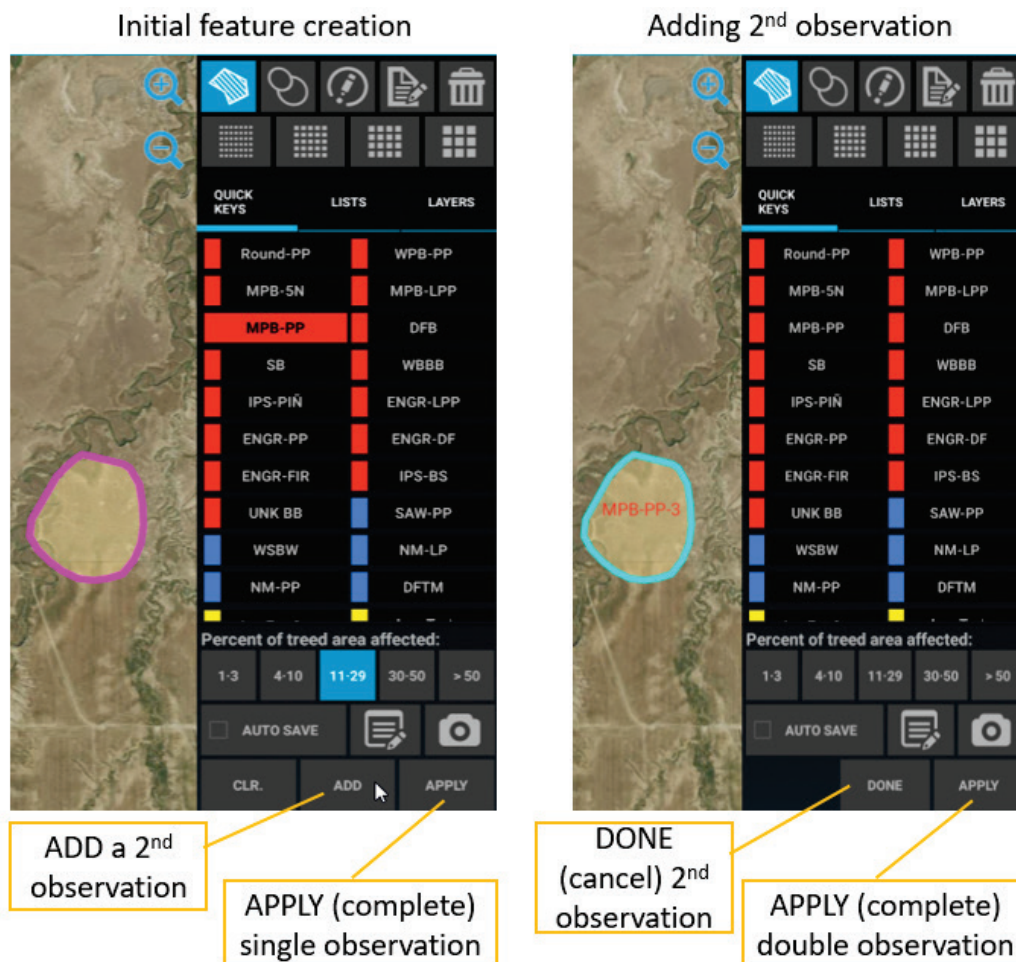 Initial feature creation
QUICK KEYS LISTS LAYERS
Round-PP WPB-PP
MPB-5N MPB-LPP
MPB-PP DFB
SB WBBB
IPS-PIÑ ENGR-LPP
ENGR-PP ENGR-DF
ENGR-FIR IPS-BS
UNK BB SAW-PP
WSBW NM-LP
NM-PP DFTM
Percent of treed area affected:
1-3 4-10 11-29 30-50 > 50
AUTO SAVE
CLR. ADD APPLY
ADD a 2nd
observation
APPLY (complete)
single observation
Adding 2nd observation
QUICK KEYS LISTS LAYERS
Round-PP WPB-PP
MPB-5N MPB-LPP
MPB-PP DFB
SB WBBB
IPS-PIÑ ENGR-LPP
ENGR-PP ENGR-DF
ENGR-FIR IPS-BS
MPB-PP-3
UNK BB SAW-PP
WSBW NM-LP
NM-PP DFTM
Percent of treed area affected:
1-3 4-10 11-29 30-50 > 50
AUTO SAVE
DONE APPLY
DONE
(cancel) 2nd
observation
APPLY (complete)
double observation